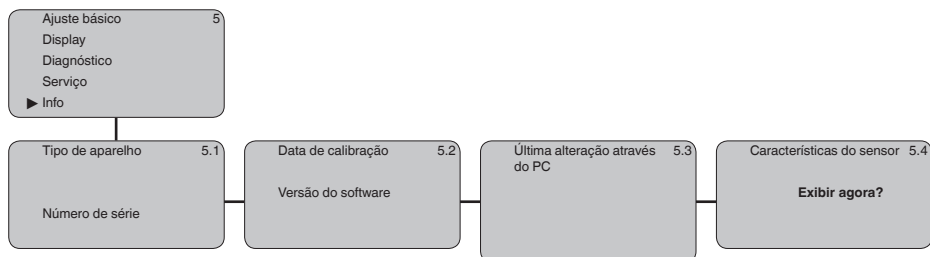 Ajuste básico 5
Display
Diagnóstico
Serviço
▶ Info
Tipo de aparelho 5.1
Número de série
Data de calibração 5.2
Versão do software
Última alteração através 5.3
do PC
Características do sensor 5.4
Exibir agora?